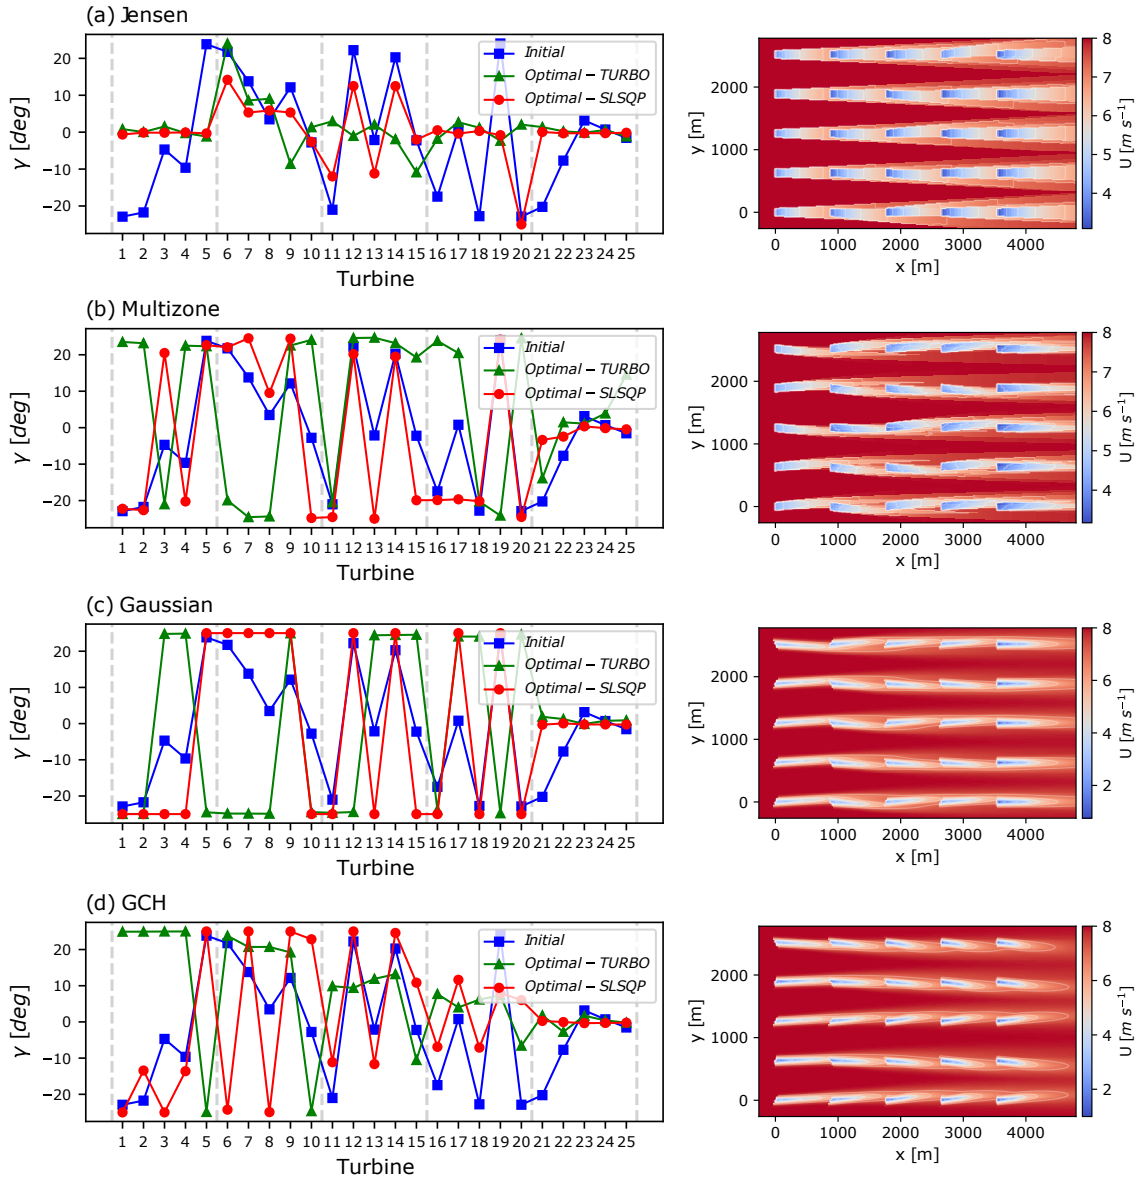 (a) Jensen
γ [deg]
20
10
0
−10
−20
Initial
Optimal − TURBO
Optimal − SLSQP
1 2 3 4 5 6 7 8 9 10 11 12 13 14 15 16 17 18 19 20 21 22 23 24 25
Turbine
y [m]
2000
1000
0
0 1000 2000 3000 4000
x [m]
8
7
6
5
4
U [m s⁻¹]
(b) Multizone
γ [deg]
20
10
0
−10
−20
Initial
Optimal − TURBO
Optimal − SLSQP
1 2 3 4 5 6 7 8 9 10 11 12 13 14 15 16 17 18 19 20 21 22 23 24 25
Turbine
y [m]
2000
1000
0
0 1000 2000 3000 4000
x [m]
8
7
6
5
4
U [m s⁻¹]
(c) Gaussian
γ [deg]
20
10
0
−10
−20
Initial
Optimal − TURBO
Optimal − SLSQP
1 2 3 4 5 6 7 8 9 10 11 12 13 14 15 16 17 18 19 20 21 22 23 24 25
Turbine
y [m]
2000
1000
0
0 1000 2000 3000 4000
x [m]
8
6
4
2
U [m s⁻¹]
(d) GCH
γ [deg]
20
10
0
−10
−20
Initial
Optimal − TURBO
Optimal − SLSQP
1 2 3 4 5 6 7 8 9 10 11 12 13 14 15 16 17 18 19 20 21 22 23 24 25
Turbine
y [m]
2000
1000
0
0 1000 2000 3000 4000
x [m]
8
6
4
2
U [m s⁻¹]